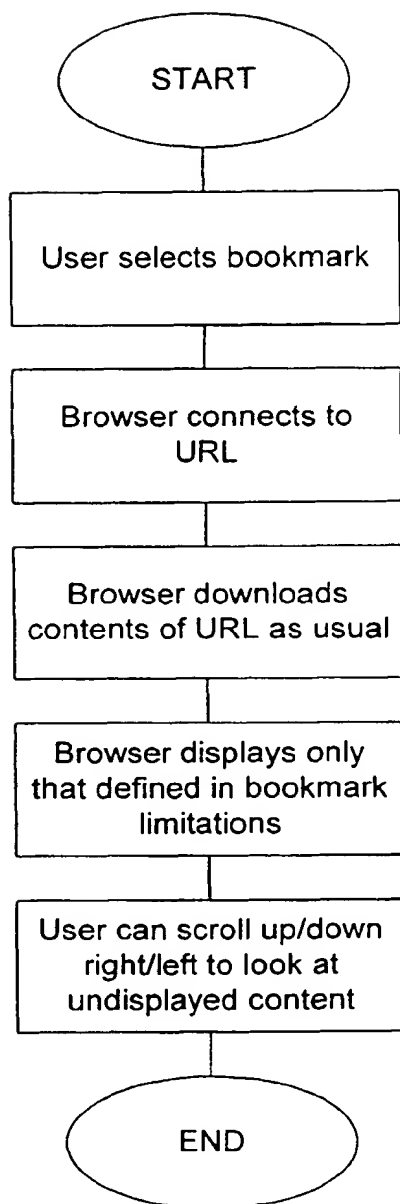 START
User selects bookmark
Browser connects to
URL
Browser downloads
contents of URL as usual
Browser displays only
that defined in bookmark
limitations
User can scroll up/down
right/left to look at
undisplayed content
END